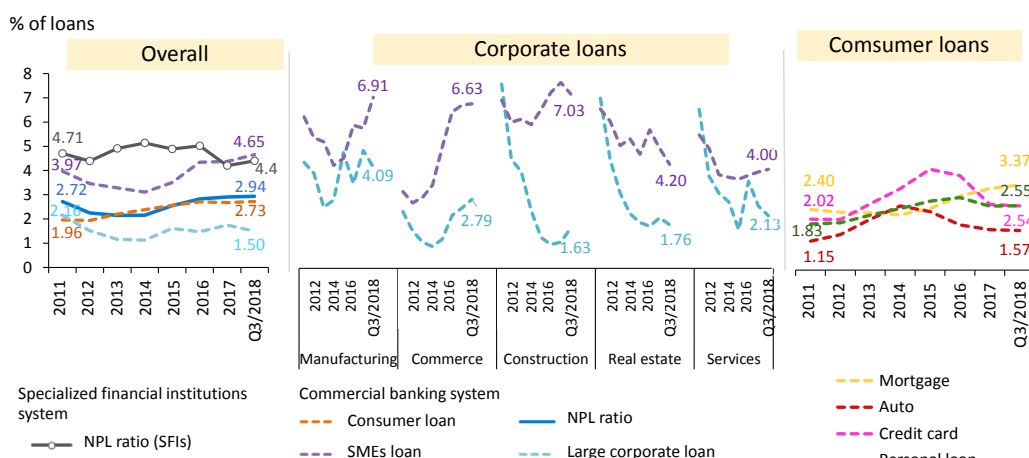 % of loans
Overall
Corporate loans
Comsumer loans
8
7
6
5
4
3
2
1
0
4.71
3.97
2.72
2.16
1.96
4.65
4.4
2.94
2.73
1.50
2011
2012
2013
2014
2015
2016
2017
Q3/2018
6.91
4.09
6.63
2.79
7.03
1.63
4.20
1.76
4.00
2.13
2012
2014
2016
Q3/2018
2012
2014
2016
Q3/2018
2012
2014
2016
Q3/2018
2012
2014
2016
Q3/2018
2012
2014
2016
Q3/2018
Manufacturing
Commerce
Construction
Real estate
Services
2.40
2.02
1.83
1.15
3.37
2.55
2.54
1.57
2011
2012
2013
2014
2015
2016
2017
Q3/2018
Specialized financial institutions
system
NPL ratio (SFIs)
Commercial banking system
Consumer loan
NPL ratio
SMEs loan
Large corporate loan
Mortgage
Auto
Credit card
Personal loan